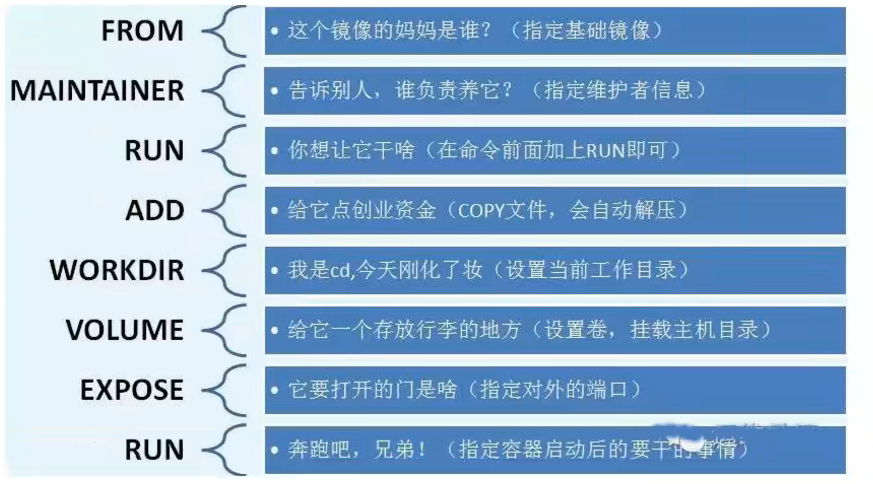 FROM
• 这个镜像的妈妈是谁？（指定基础镜像）
MAINTAINER
• 告诉别人，谁负责养它？（指定维护者信息）
RUN
• 你想让它干啥（在命令前面加上RUN即可）
ADD
• 给它点创业资金（COPY文件，会自动解压）
WORKDIR
• 我是cd,今天刚化了妆（设置当前工作目录）
VOLUME
• 给它一个存放行李的地方（设置卷，挂载主机目录）
EXPOSE
• 它要打开的门是啥（指定对外的端口）
RUN
• 奔跑吧，兄弟！（指定容器启动后的要干的事情）